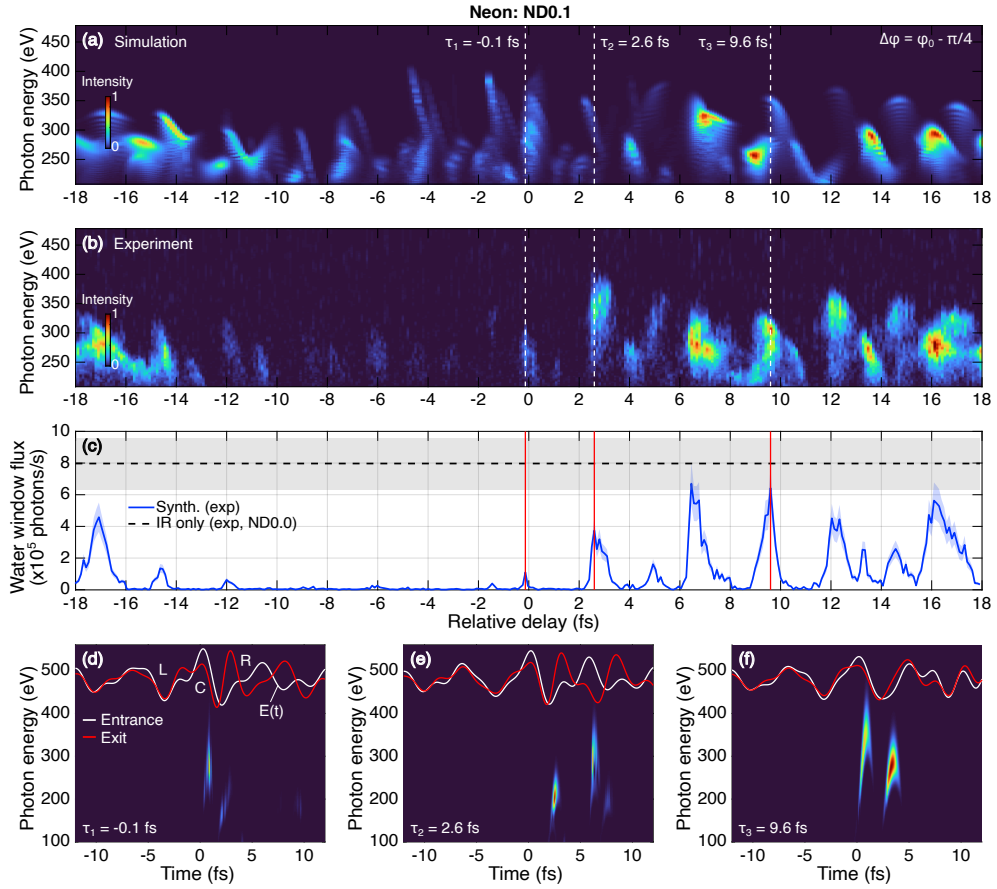 Neon: ND0.1
(a) Simulation τ₁ = -0.1 fs τ₂ = 2.6 fs τ₃ = 9.6 fs Δφ = φ₀ - π/4
Photon energy (eV)
450
400
350
300
250
Intensity
1
0
-18 -16 -14 -12 -10 -8 -6 -4 -2 0 2 4 6 8 10 12 14 16 18
(b) Experiment
Photon energy (eV)
450
400
350
300
250
Intensity
1
0
-18 -16 -14 -12 -10 -8 -6 -4 -2 0 2 4 6 8 10 12 14 16 18
(c)
Water window flux
(x10⁵ photons/s)
10
8
6
4
2
0
Synth. (exp)
IR only (exp, ND0.0)
-18 -16 -14 -12 -10 -8 -6 -4 -2 0 2 4 6 8 10 12 14 16 18
Relative delay (fs)
(d)
Photon energy (eV)
500
400
300
200
100
L
C
R
E(t)
Entrance
Exit
τ₁ = -0.1 fs
-10 -5 0 5 10
Time (fs)
(e)
Photon energy (eV)
500
400
300
200
100
τ₂ = 2.6 fs
-10 -5 0 5 10
Time (fs)
(f)
Photon energy (eV)
500
400
300
200
100
τ₃ = 9.6 fs
-10 -5 0 5 10
Time (fs)